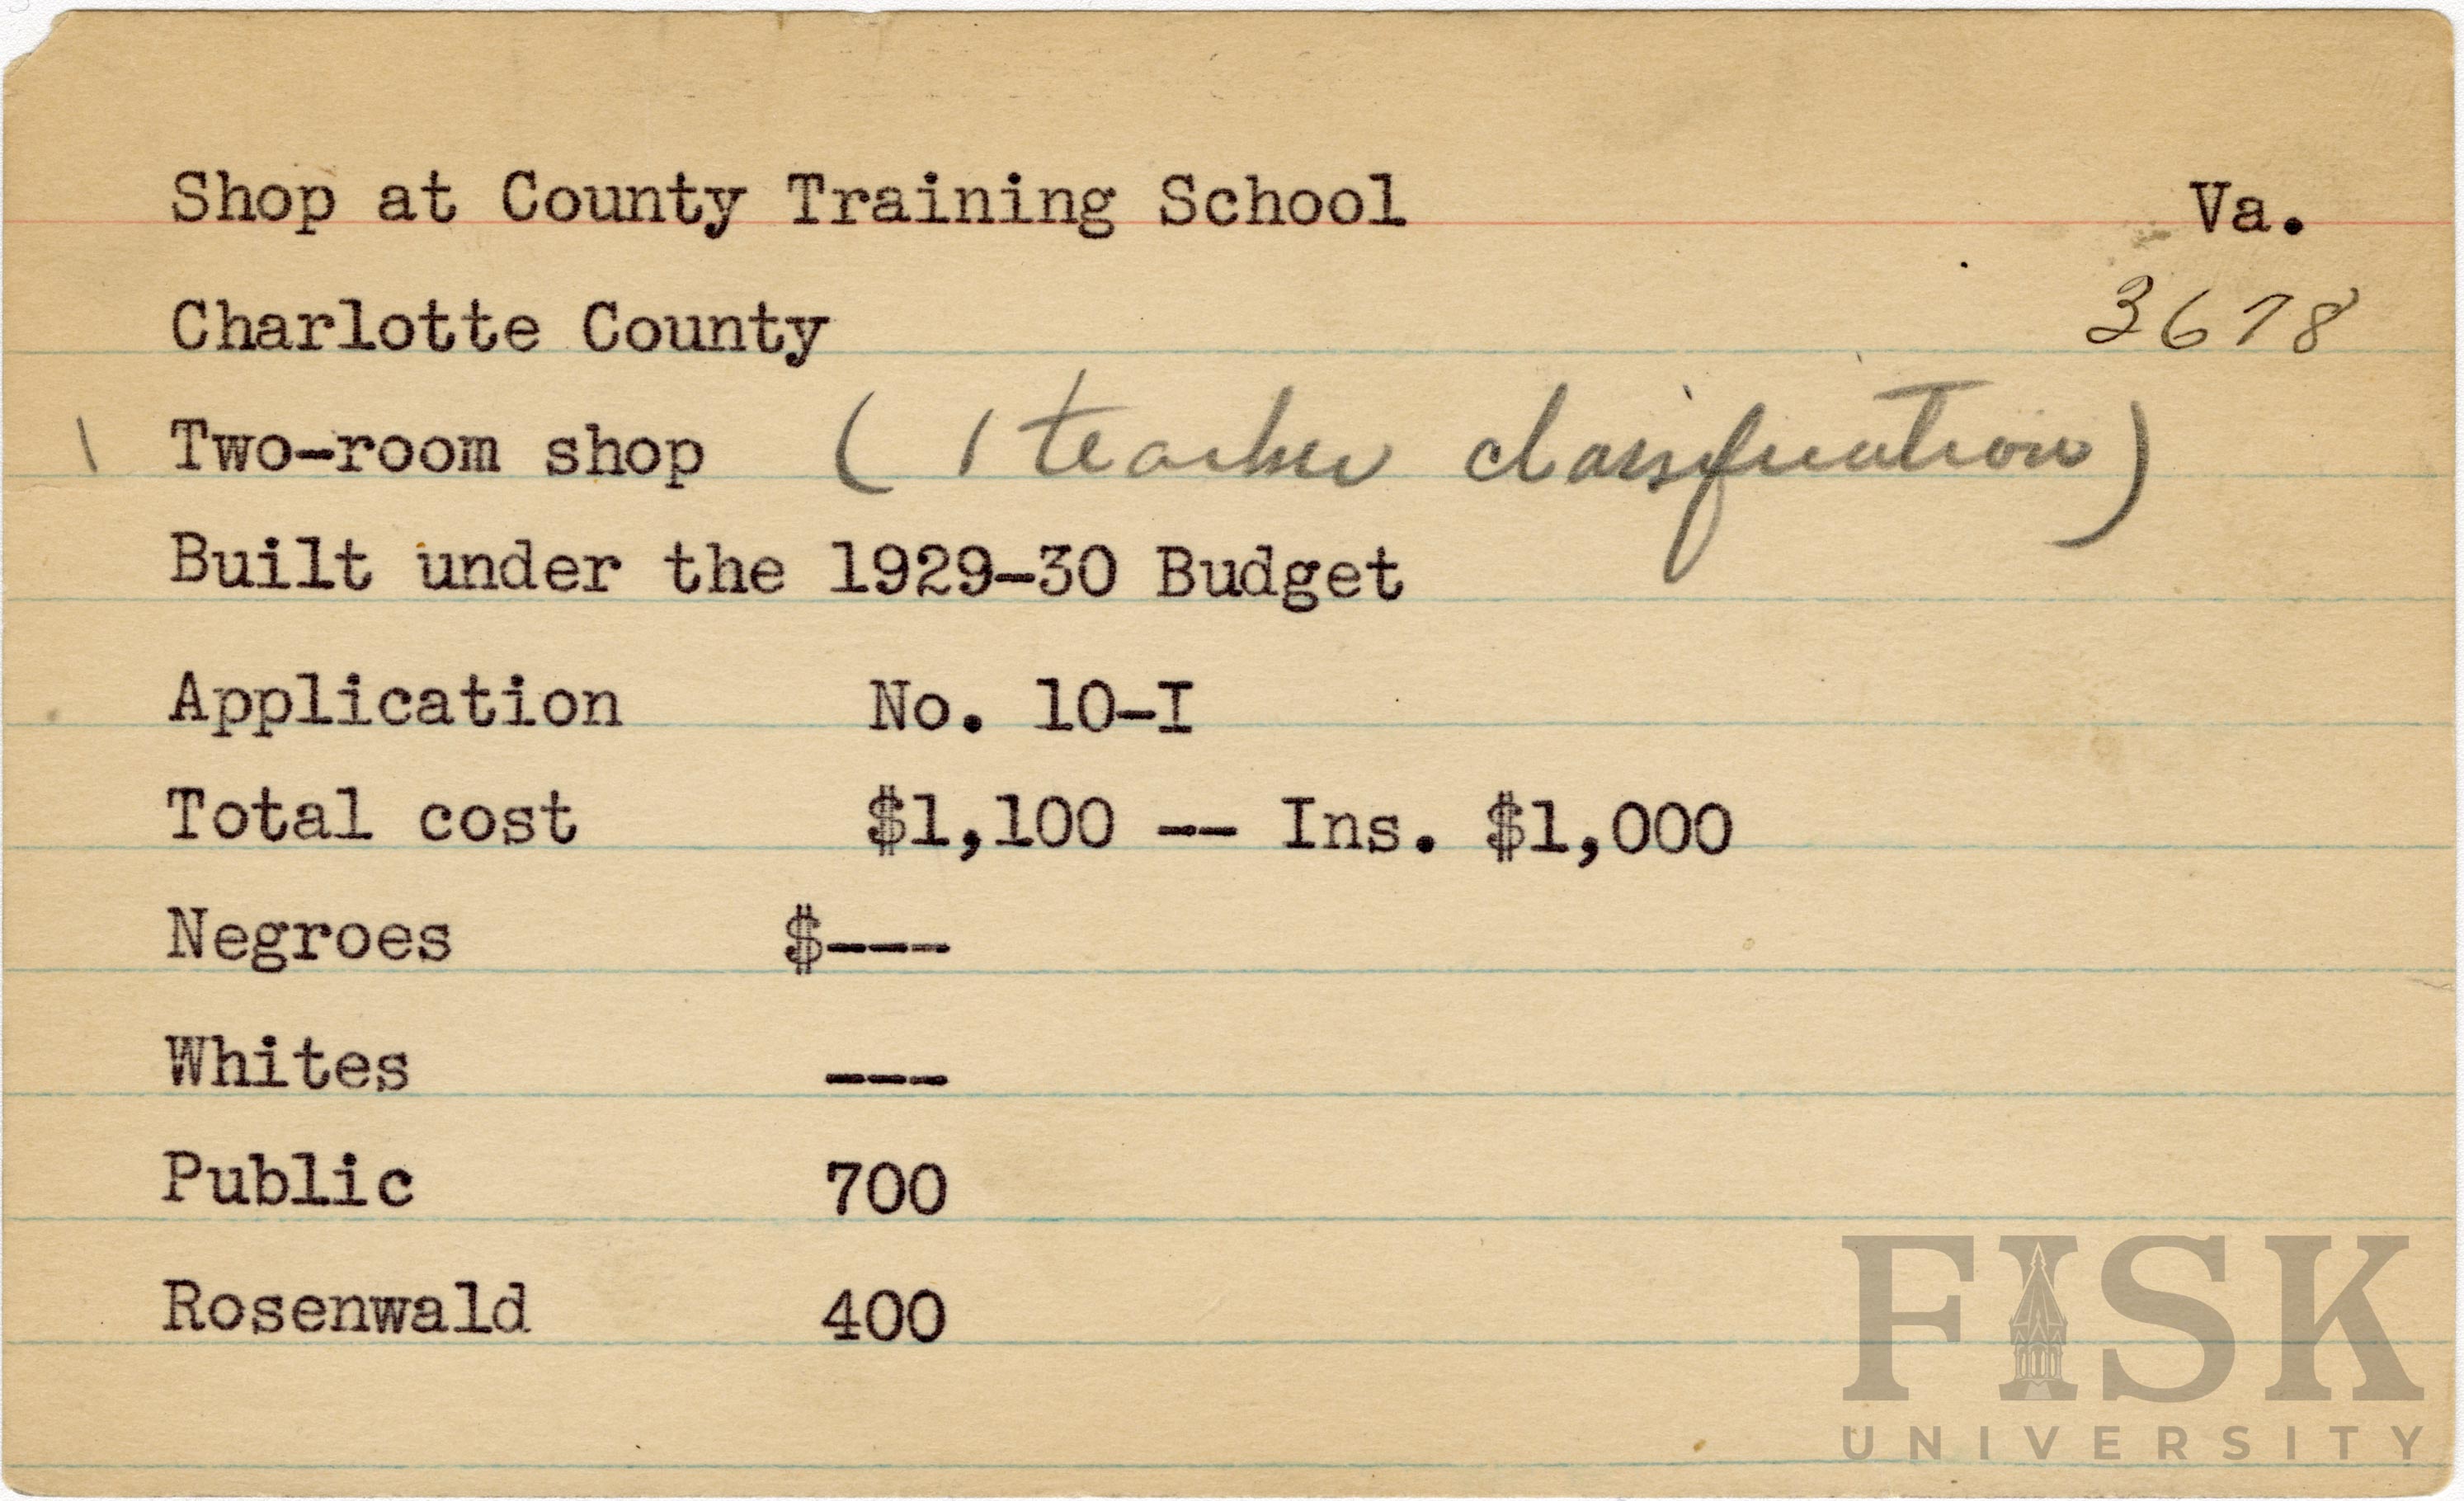 Shop at County Training School Va.
Charlotte County 3678
\ Two-room shop ( 1 teacher classification)
Built under the 1929-30 Budget
Application No. 10-I
Total cost $1,100 -- Ins. $1,000
Negroes $---
Whites ---
Public 700
Rosenwald 400
FISK
UNIVERSITY